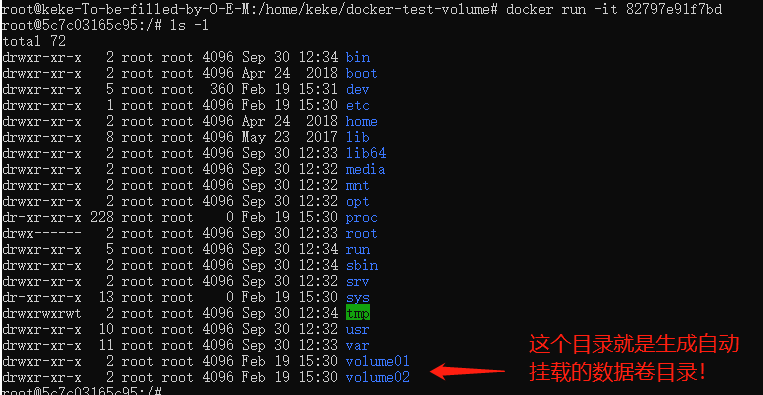 root@keke-To-be-filled-by-O-E-M:/home/keke/docker-test-volume# docker run -it 82797e91f7bd
root@5c7c03165c95:/# ls -l
total 72
drwxr-xr-x   2 root root 4096 Sep 30 12:34 bin
drwxr-xr-x   2 root root 4096 Apr 24  2018 boot
drwxr-xr-x   5 root root  360 Feb 19 15:31 dev
drwxr-xr-x   1 root root 4096 Feb 19 15:30 etc
drwxr-xr-x   2 root root 4096 Apr 24  2018 home
drwxr-xr-x   8 root root 4096 May 23  2017 lib
drwxr-xr-x   2 root root 4096 Sep 30 12:33 lib64
drwxr-xr-x   2 root root 4096 Sep 30 12:32 media
drwxr-xr-x   2 root root 4096 Sep 30 12:32 mnt
drwxr-xr-x   2 root root 4096 Sep 30 12:32 opt
dr-xr-xr-x 228 root root    0 Feb 19 15:30 proc
drwx------   2 root root 4096 Sep 30 12:33 root
drwxr-xr-x   5 root root 4096 Sep 30 12:34 run
drwxr-xr-x   2 root root 4096 Sep 30 12:34 sbin
drwxr-xr-x   2 root root 4096 Sep 30 12:32 srv
dr-xr-xr-x  13 root root    0 Feb 19 15:30 sys
drwxrwxrwt   2 root root 4096 Sep 30 12:34 tmp
drwxr-xr-x  10 root root 4096 Sep 30 12:32 usr
drwxr-xr-x  11 root root 4096 Sep 30 12:33 var
drwxr-xr-x   2 root root 4096 Feb 19 15:30 volume01
drwxr-xr-x   2 root root 4096 Feb 19 15:30 volume02
root@5c7c03165c95:/#
这个目录就是生成自动
挂载的数据卷目录！